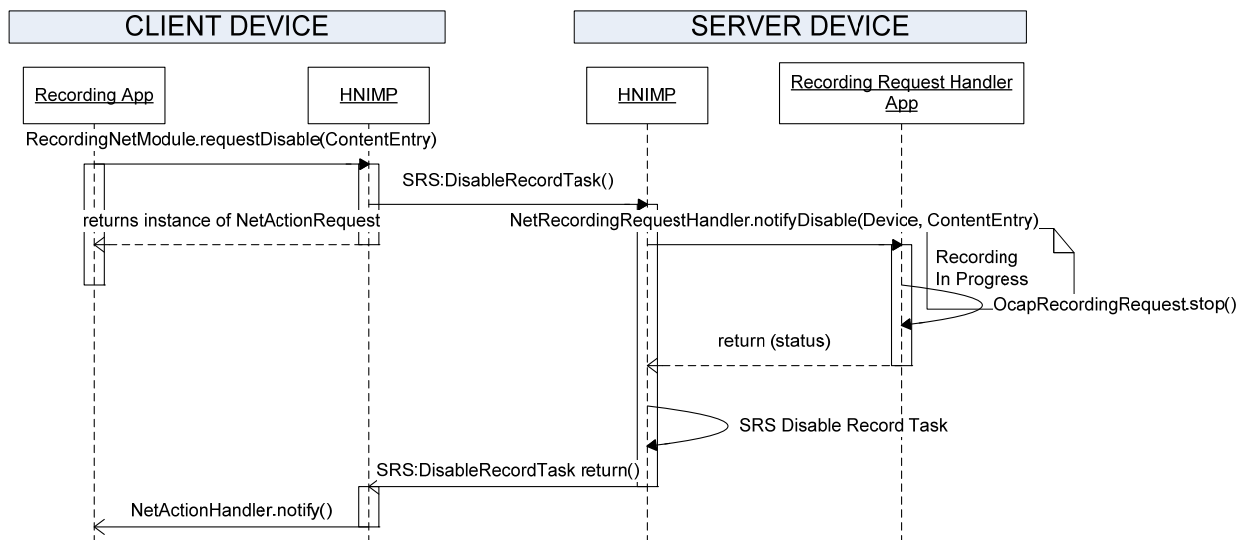 CLIENT DEVICE
SERVER DEVICE
Recording App
HNIMP
HNIMP
Recording Request Handler
App
RecordingNetModule.requestDisable(ContentEntry)
SRS:DisableRecordTask()
returns instance of NetActionRequest
NetRecordingRequestHandler.notifyDisable(Device, ContentEntry)
Recording
In Progress
OcapRecordingRequest.stop()
return (status)
SRS Disable Record Task
SRS:DisableRecordTask return()
NetActionHandler.notify()